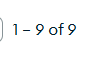 1 – 9 of 9